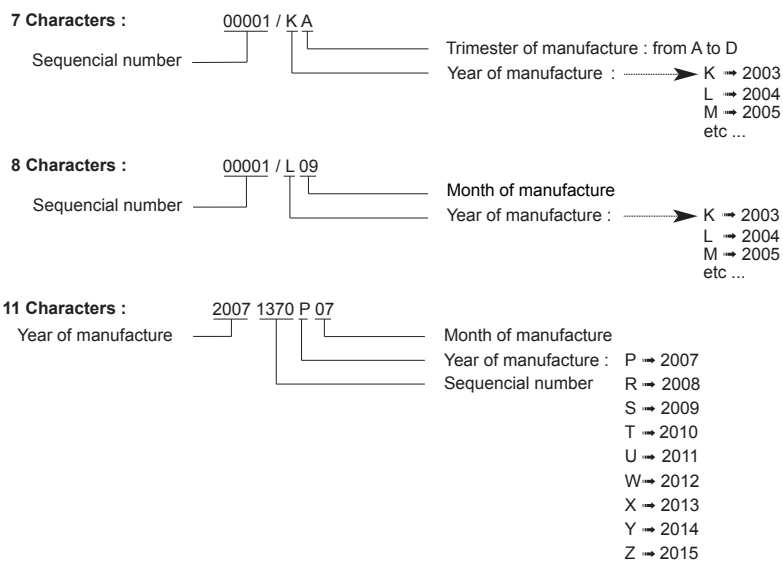 7 Characters : 00001 / K A
Trimester of manufacture : from A to D
Sequencial number
Year of manufacture : K ➟ 2003
L ➟ 2004
M ➟ 2005
etc ...
8 Characters : 00001 / L 09
Month of manufacture
Sequencial number
Year of manufacture : K ➟ 2003
L ➟ 2004
M ➟ 2005
etc ...
11 Characters : 2007 1370 P 07
Year of manufacture
Month of manufacture
Year of manufacture : P ➟ 2007
Sequencial number R ➟ 2008
S ➟ 2009
T ➟ 2010
U ➟ 2011
W ➟ 2012
X ➟ 2013
Y ➟ 2014
Z ➟ 2015